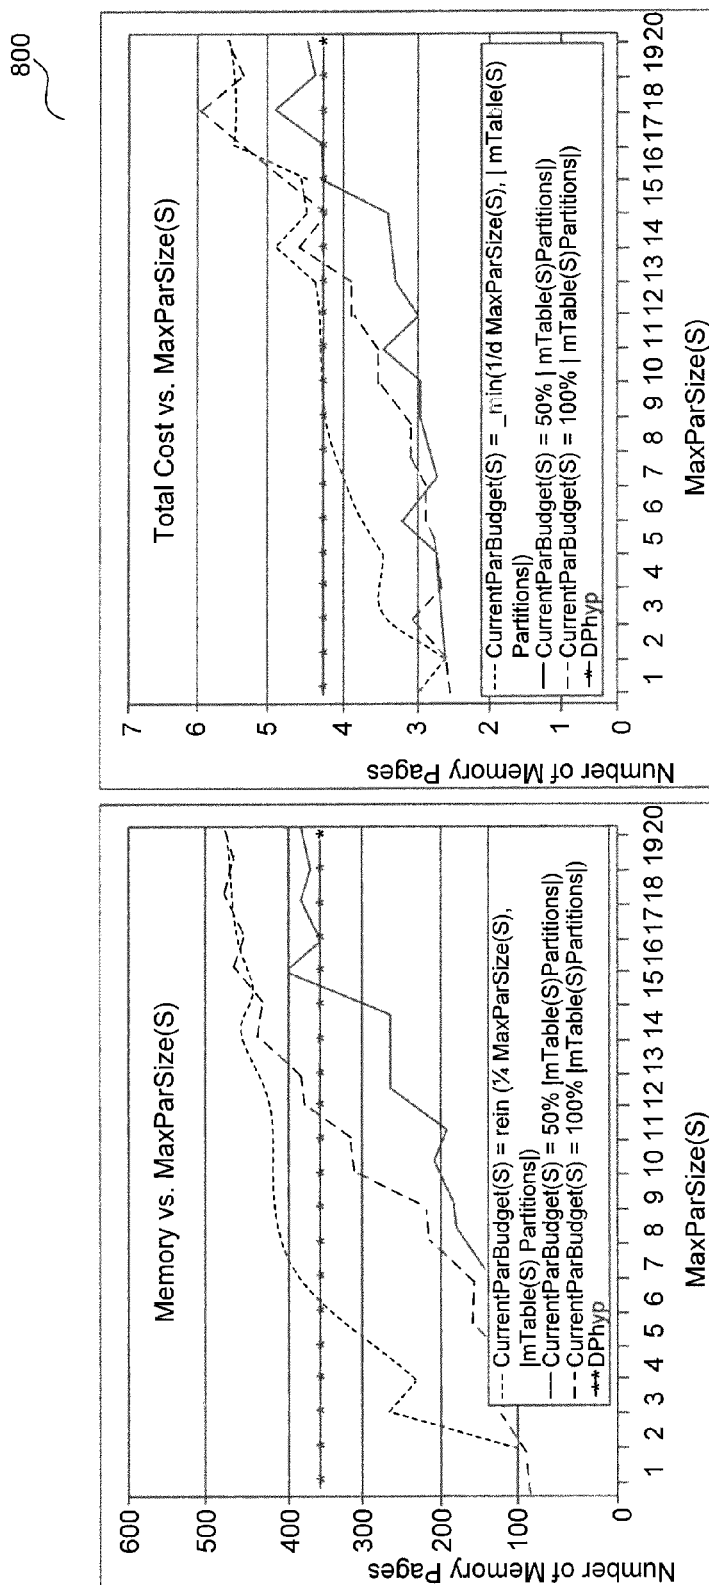 800
Memory vs. MaxParSize(S)
Number of Memory Pages
600
500
400
300
200
100
0
CurrentParBudget(S) = rein (¼ MaxParSize(S),
|mTable(S) Partitions|)
CurrentParBudget(S) = 50% |mTable(S)Partitions|)
CurrentParBudget(S) = 100% |mTable(S)Partitions|)
DPhyp
1 2 3 4 5 6 7 8 9 10 11 12 13 14 15 16 17 18 19 20
MaxParSize(S)
Total Cost vs. MaxParSize(S)
Number of Memory Pages
7
6
5
4
3
2
1
0
CurrentParBudget(S) = _min(1/d MaxParSize(S), | mTable(S)
Partitions|)
CurrentParBudget(S) = 50% | mTable(S)Partitions|)
CurrentParBudget(S) = 100% | mTable(S)Partitions|)
DPhyp
1 2 3 4 5 6 7 8 9 10 11 12 13 14 15 16 17 18 19 20
MaxParSize(S)